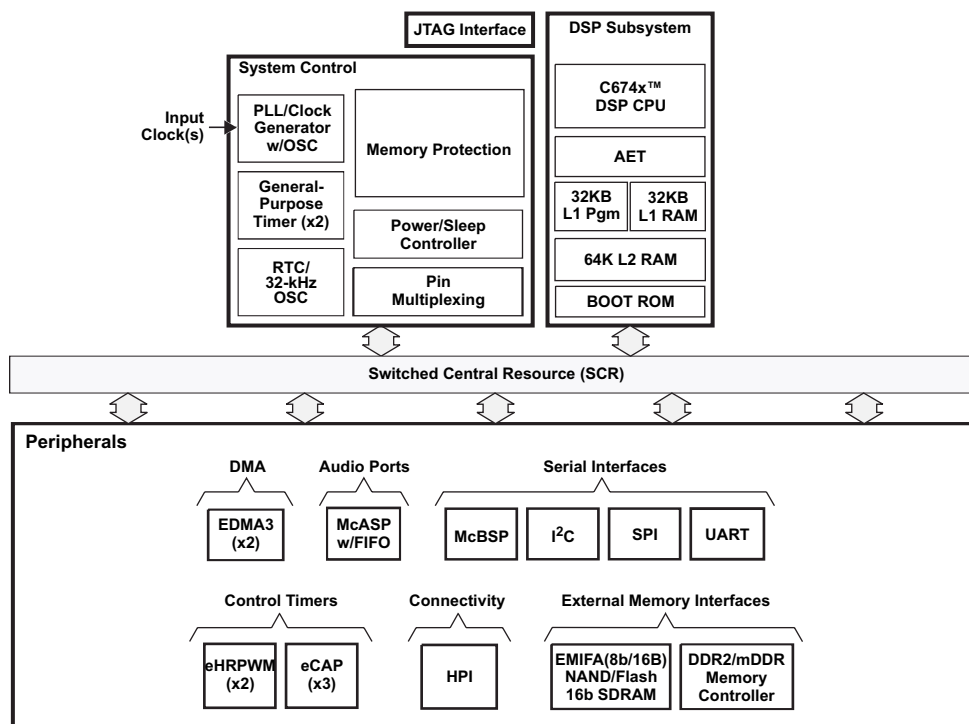 JTAG Interface
DSP Subsystem
System Control
Input
Clock(s)
PLL/Clock
Generator
w/OSC
General-
Purpose
Timer (x2)
RTC/
32-kHz
OSC
Memory Protection
Power/Sleep
Controller
Pin
Multiplexing
C674x™
DSP CPU
AET
32KB
L1 Pgm
32KB
L1 RAM
64K L2 RAM
BOOT ROM
Switched Central Resource (SCR)
Peripherals
DMA
EDMA3
(x2)
Audio Ports
McASP
w/FIFO
Serial Interfaces
McBSP
I²C
SPI
UART
Control Timers
eHRPWM
(x2)
eCAP
(x3)
Connectivity
HPI
External Memory Interfaces
EMIFA(8b/16B)
NAND/Flash
16b SDRAM
DDR2/mDDR
Memory
Controller